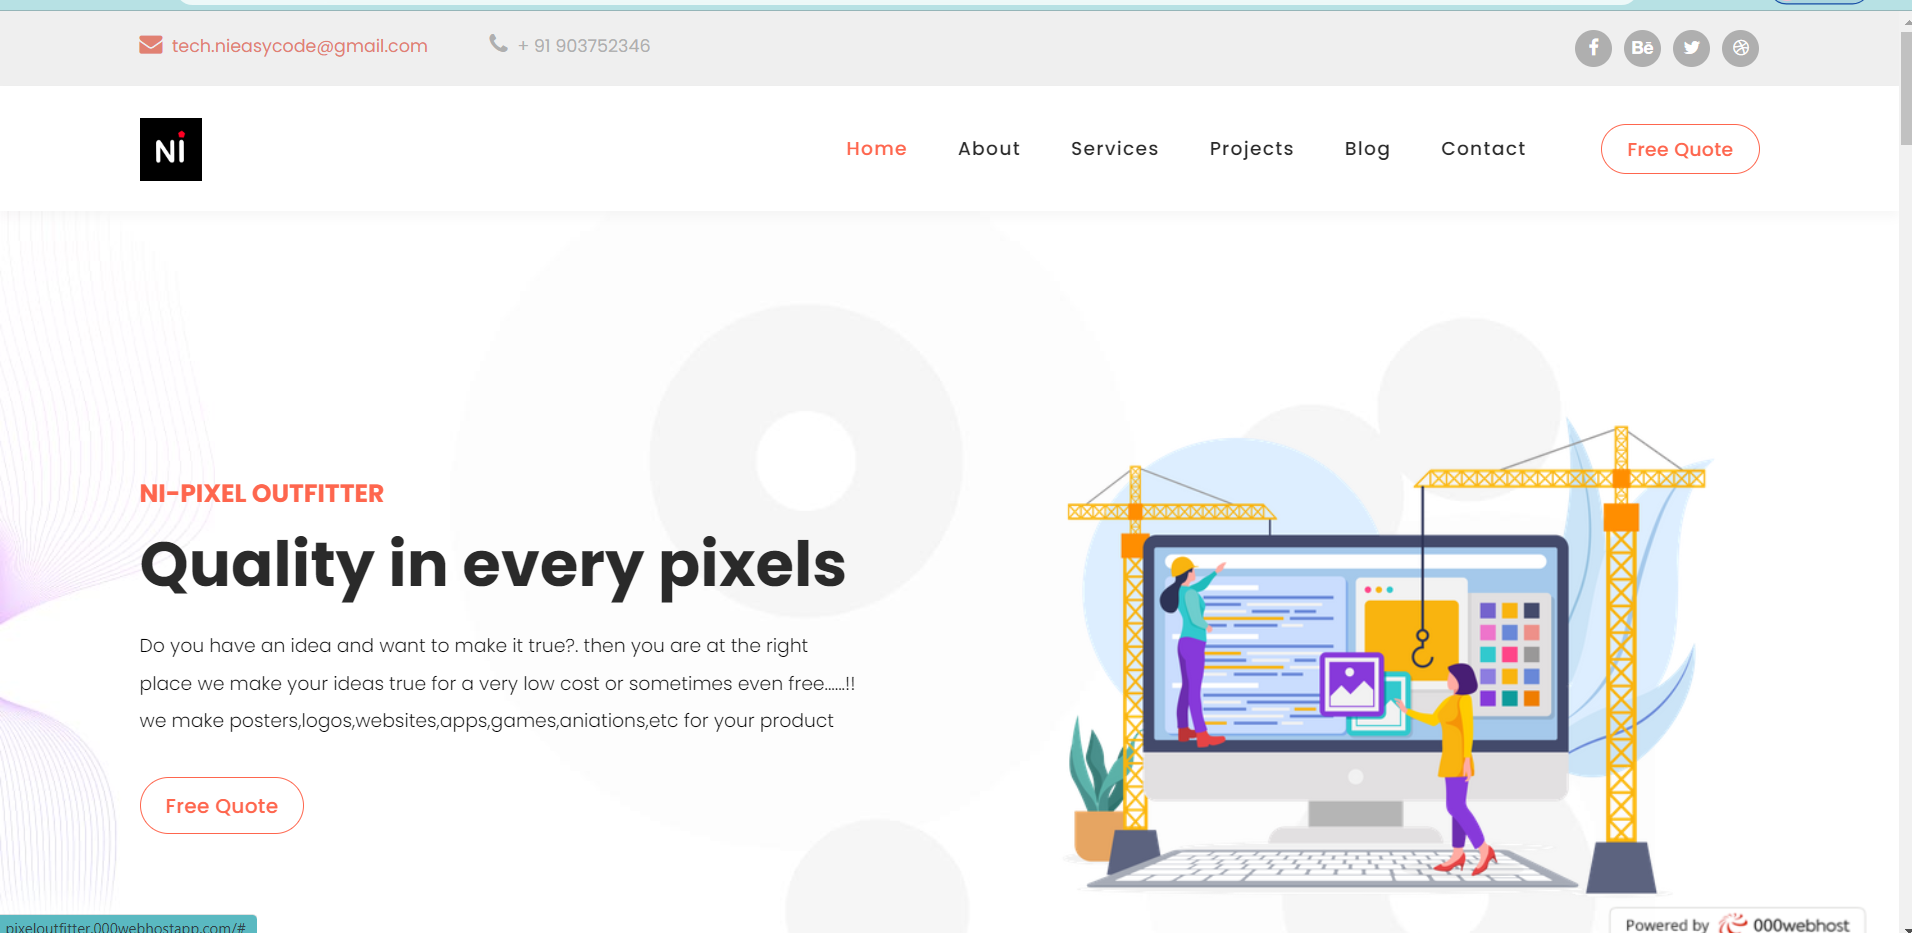 tech.nieasycode@gmail.com + 91 903752346 Bē
Ni Home About Services Projects Blog Contact Free Quote
NI-PIXEL OUTFITTER
Quality in every pixels
Do you have an idea and want to make it true?. then you are at the right
place we make your ideas true for a very low cost or sometimes even free......!!
we make posters,logos,websites,apps,games,aniations,etc for your product
Free Quote
pixeloutfitter.000webhostapp.com/#
Powered by 000webhost